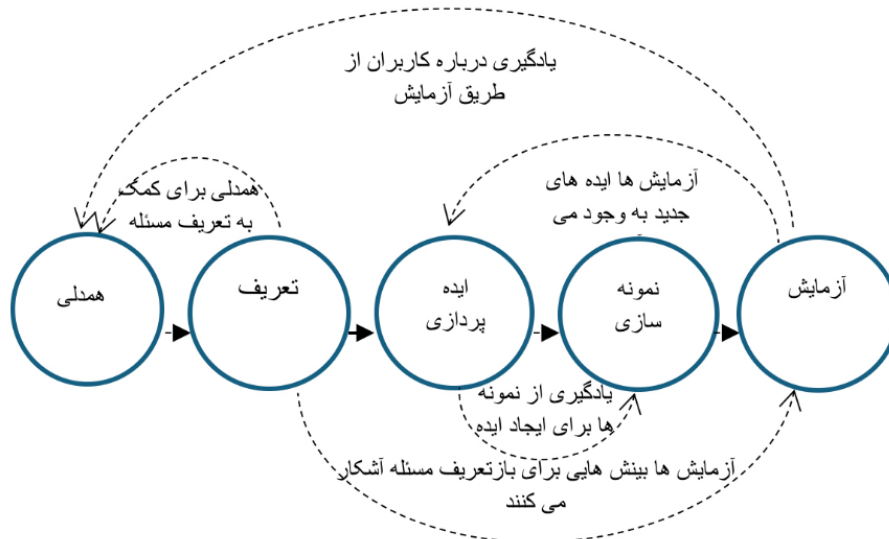 یادگیری درباره کاربران از
طریق آزمایش
همدلی برای کمک
به تعریف مسئله
آزمایش ها ایده های
جدید به وجود می
همدلی
تعریف
ایده
پردازی
نمونه
سازی
آزمایش
یادگیری از نمونه
ها برای ایجاد ایده
آزمایش ها بینش هایی برای بازتعریف مسئله آشکار
می کنند